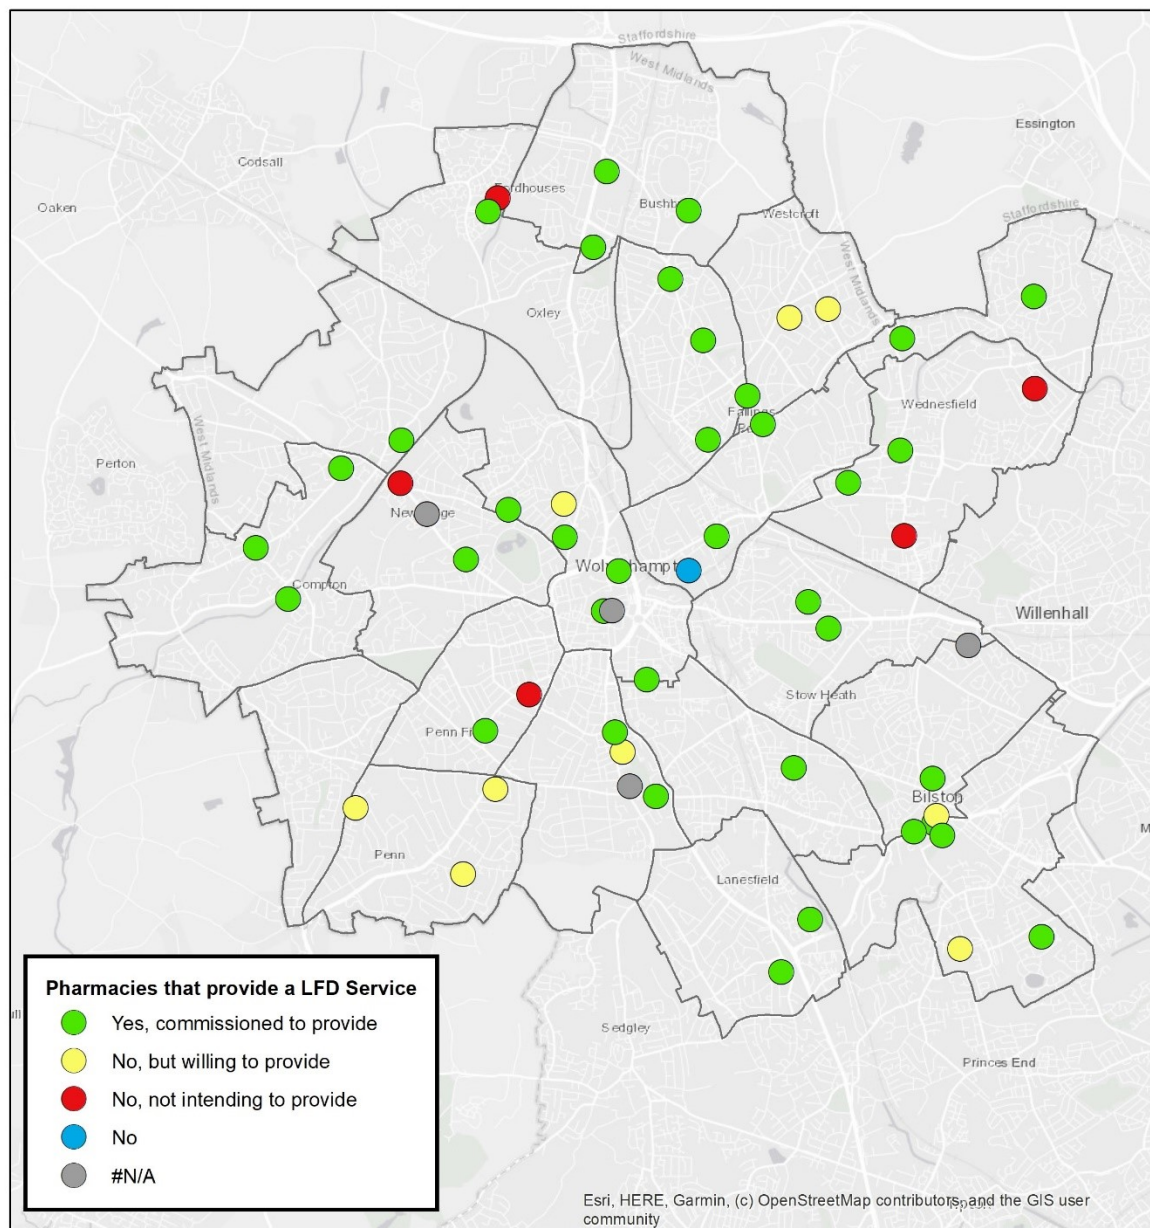 Staffordshire
West Midlands
Essington
Codsall
Oaken
Bushb
Westcroft
Staffordshire
West Midlands
Oxley
Wednesfield
West Midlands
Perton
Compton
Willenhall
Stow Heath
Bilston
Penn
Lanesfield
Sedgley
Princes End
Pharmacies that provide a LFD Service
Yes, commissioned to provide
No, but willing to provide
No, not intending to provide
No
#N/A
Esri, HERE, Garmin, (c) OpenStreetMap contributors, and the GIS user
community